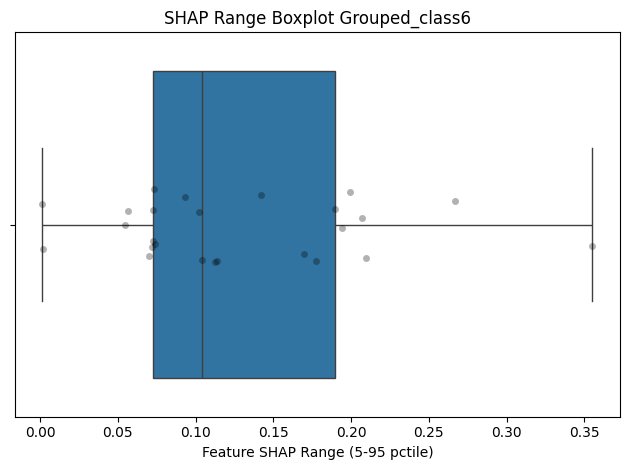 SHAP Range Boxplot Grouped_class6
0.00 0.05 0.10 0.15 0.20 0.25 0.30 0.35
Feature SHAP Range (5-95 pctile)